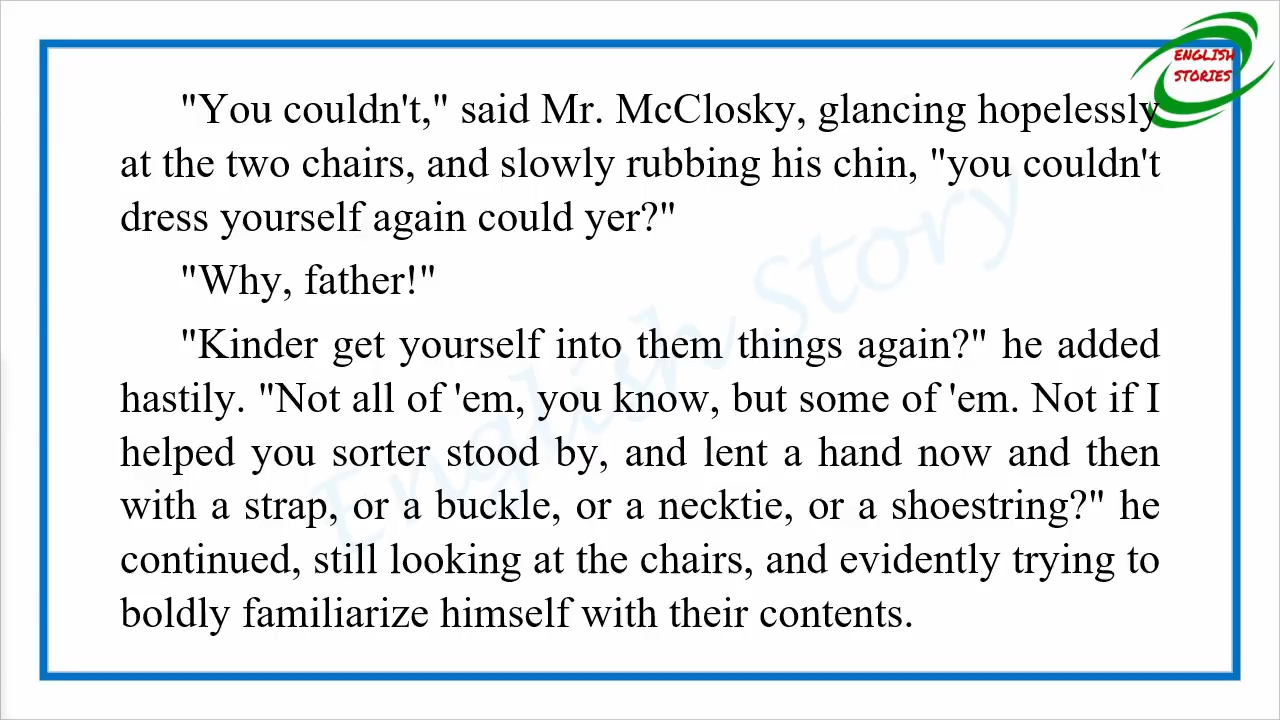 ENGLISH
STORIES
"You couldn't," said Mr. McClosky, glancing hopelessly
at the two chairs, and slowly rubbing his chin, "you couldn't
dress yourself again could yer?"
"Why, father!"
"Kinder get yourself into them things again?" he added
hastily. "Not all of 'em, you know, but some of 'em. Not if I
helped you sorter stood by, and lent a hand now and then
with a strap, or a buckle, or a necktie, or a shoestring?" he
continued, still looking at the chairs, and evidently trying to
boldly familiarize himself with their contents.
English Story